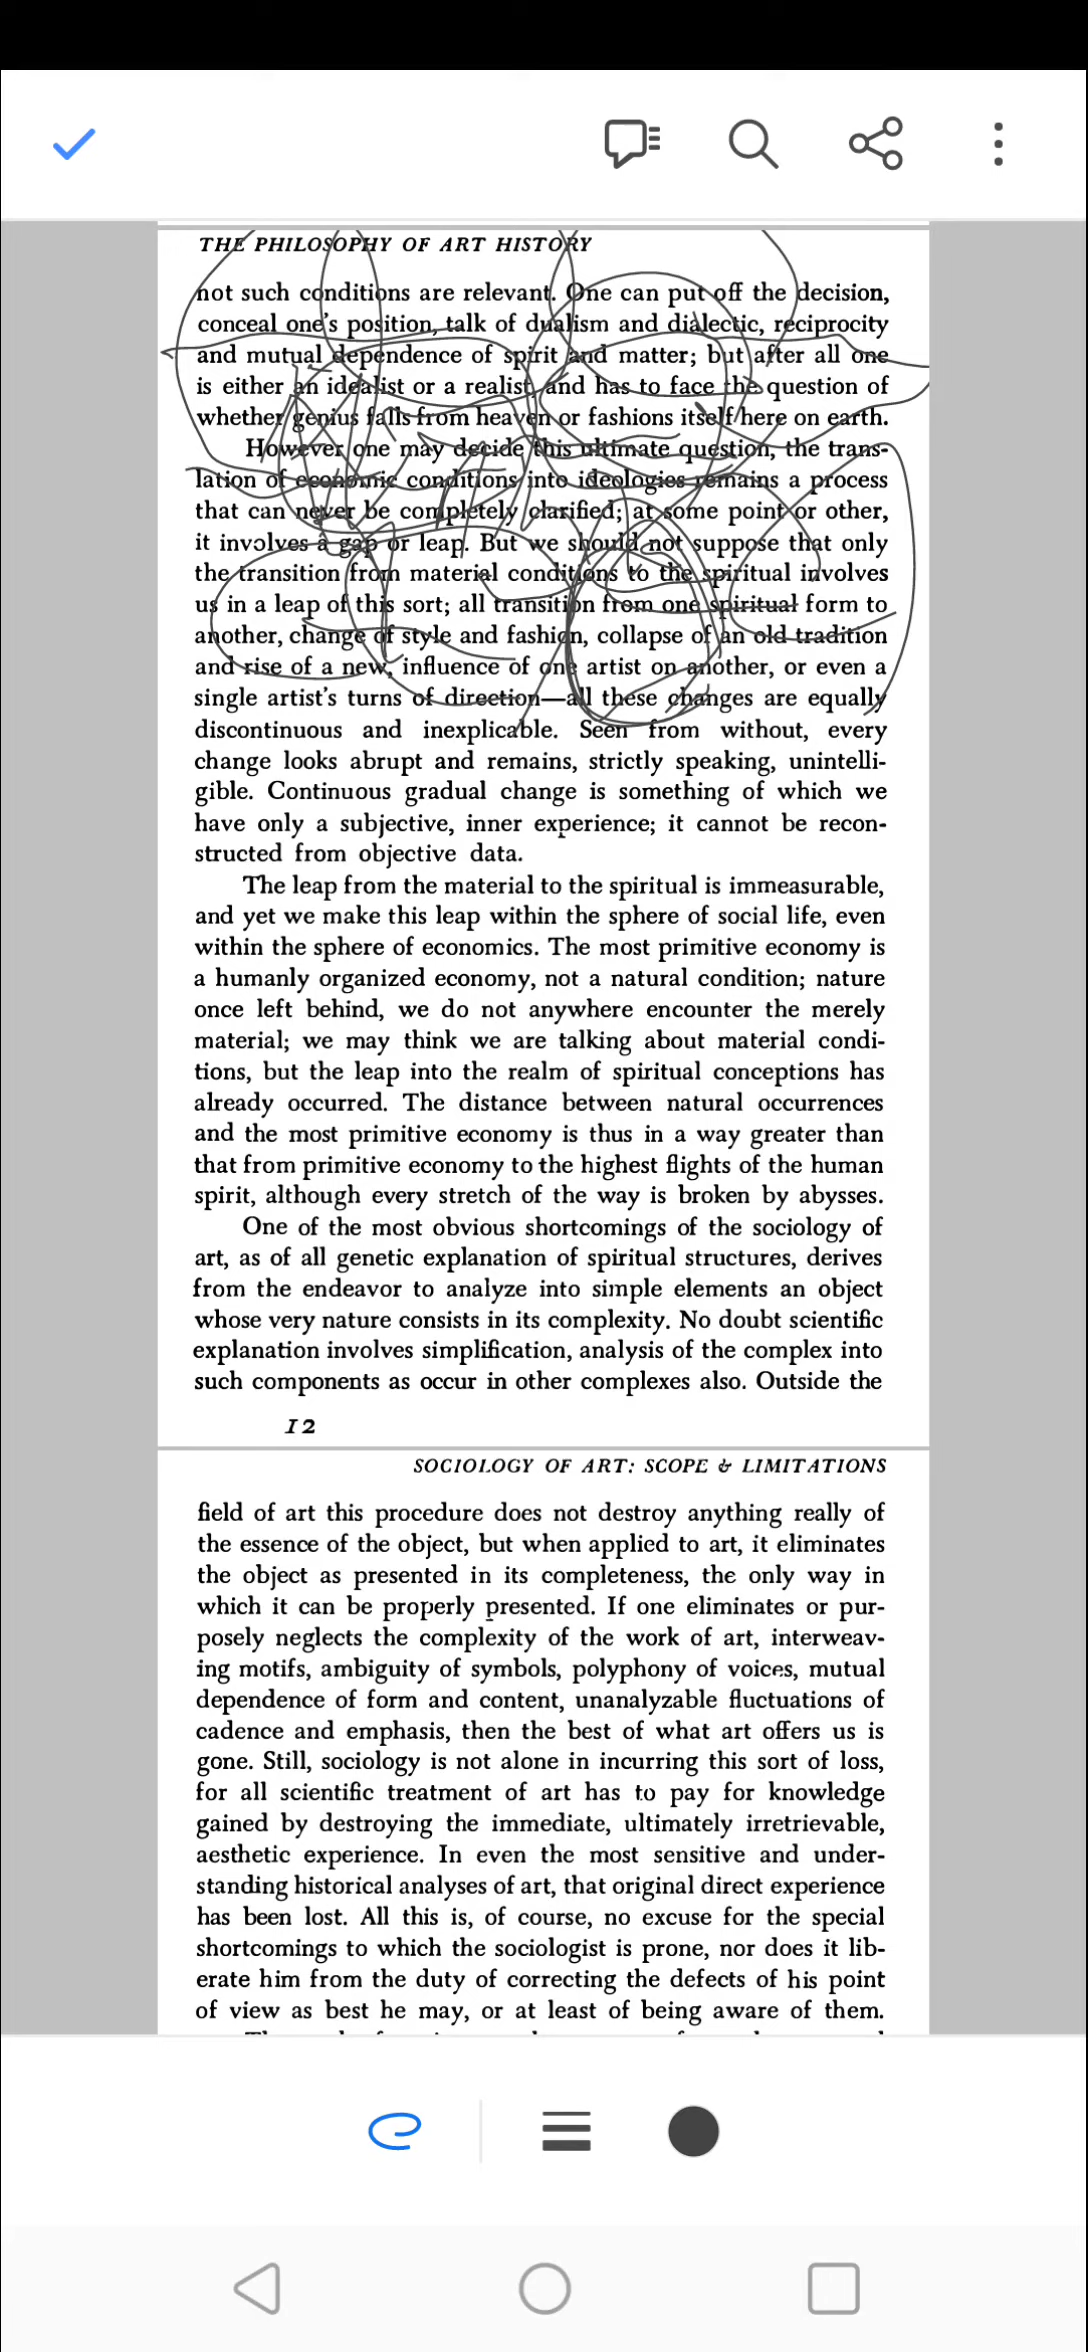 THE PHILOSOPHY OF ART HISTORY
not such conditions are relevant. One can put off the decision,
conceal one's position, talk of dualism and dialectic, reciprocity
and mutual dependence of spirit and matter; but after all one
is either an idealist or a realist, and has to face the question of
whether genius falls from heaven or fashions itself here on earth.
However one may decide this ultimate question, the trans-
lation of economic conditions into ideologies remains a process
that can never be completely clarified; at some point or other,
it involves a gap or leap. But we should not suppose that only
the transition from material conditions to the spiritual involves
us in a leap of this sort; all transition from one spiritual form to
another, change of style and fashion, collapse of an old tradition
and rise of a new, influence of one artist on another, or even a
single artist's turns of direction—all these changes are equally
discontinuous and inexplicable. Seen from without, every
change looks abrupt and remains, strictly speaking, unintelli-
gible. Continuous gradual change is something of which we
have only a subjective, inner experience; it cannot be recon-
structed from objective data.
The leap from the material to the spiritual is immeasurable,
and yet we make this leap within the sphere of social life, even
within the sphere of economics. The most primitive economy is
a humanly organized economy, not a natural condition; nature
once left behind, we do not anywhere encounter the merely
material; we may think we are talking about material condi-
tions, but the leap into the realm of spiritual conceptions has
already occurred. The distance between natural occurrences
and the most primitive economy is thus in a way greater than
that from primitive economy to the highest flights of the human
spirit, although every stretch of the way is broken by abysses.
One of the most obvious shortcomings of the sociology of
art, as of all genetic explanation of spiritual structures, derives
from the endeavor to analyze into simple elements an object
whose very nature consists in its complexity. No doubt scientific
explanation involves simplification, analysis of the complex into
such components as occur in other complexes also. Outside the
12
SOCIOLOGY OF ART: SCOPE & LIMITATIONS
field of art this procedure does not destroy anything really of
the essence of the object, but when applied to art, it eliminates
the object as presented in its completeness, the only way in
which it can be properly presented. If one eliminates or pur-
posely neglects the complexity of the work of art, interweav-
ing motifs, ambiguity of symbols, polyphony of voices, mutual
dependence of form and content, unanalyzable fluctuations of
cadence and emphasis, then the best of what art offers us is
gone. Still, sociology is not alone in incurring this sort of loss,
for all scientific treatment of art has to pay for knowledge
gained by destroying the immediate, ultimately irretrievable,
aesthetic experience. In even the most sensitive and under-
standing historical analyses of art, that original direct experience
has been lost. All this is, of course, no excuse for the special
shortcomings to which the sociologist is prone, nor does it lib-
erate him from the duty of correcting the defects of his point
of view as best he may, or at least of being aware of them.